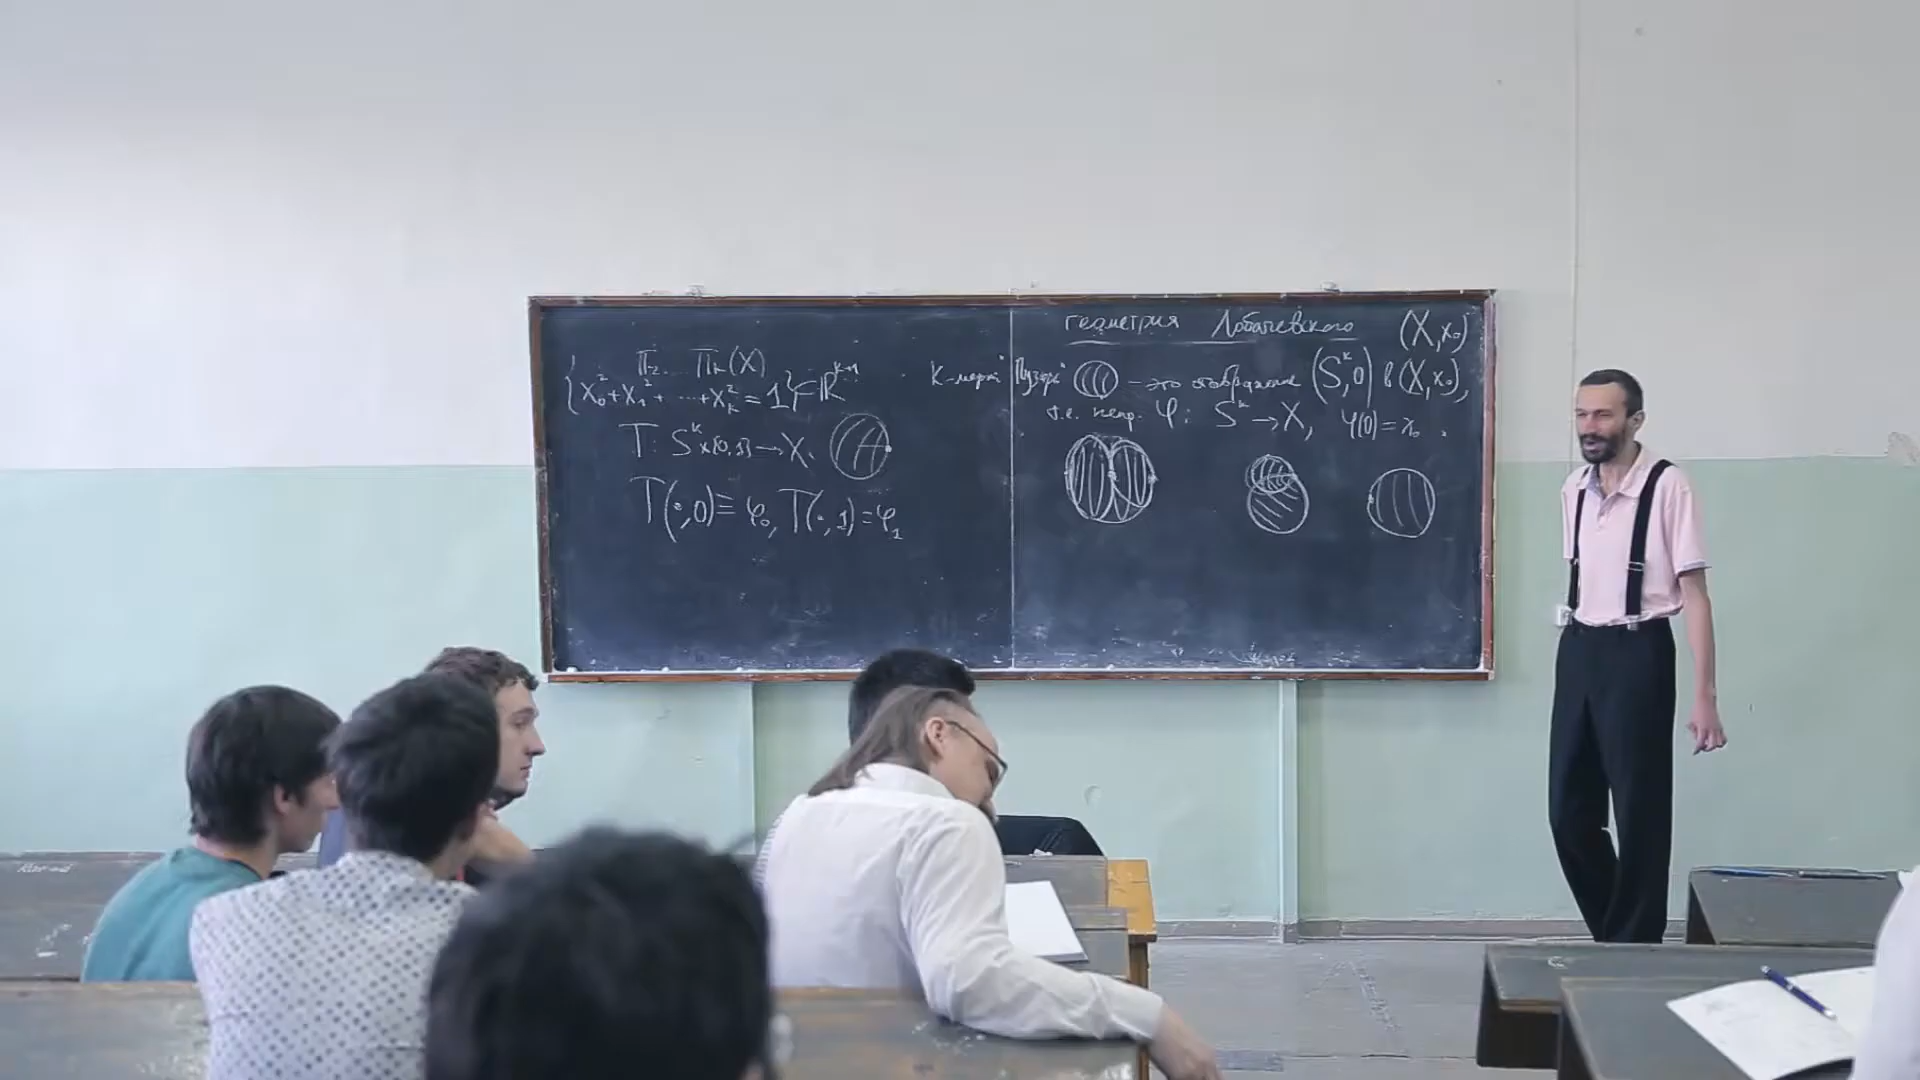 π₂ ... πₖ(X)
{x₀² + x₁² + ... + xₖ² = 1} ⊂ ℝᵏ⁺¹
T: Sᵏ×[0,1] → X.
T(·,0) ≡ φ₀, T(·,1) = φ₁
геометрия Лобачевского (X,x₀)
К-мерн "Пузырь" — это отображение (Sᵏ,0) в (X,x₀),
т.е. непр. φ: Sᵏ → X, φ(0) = x₀.